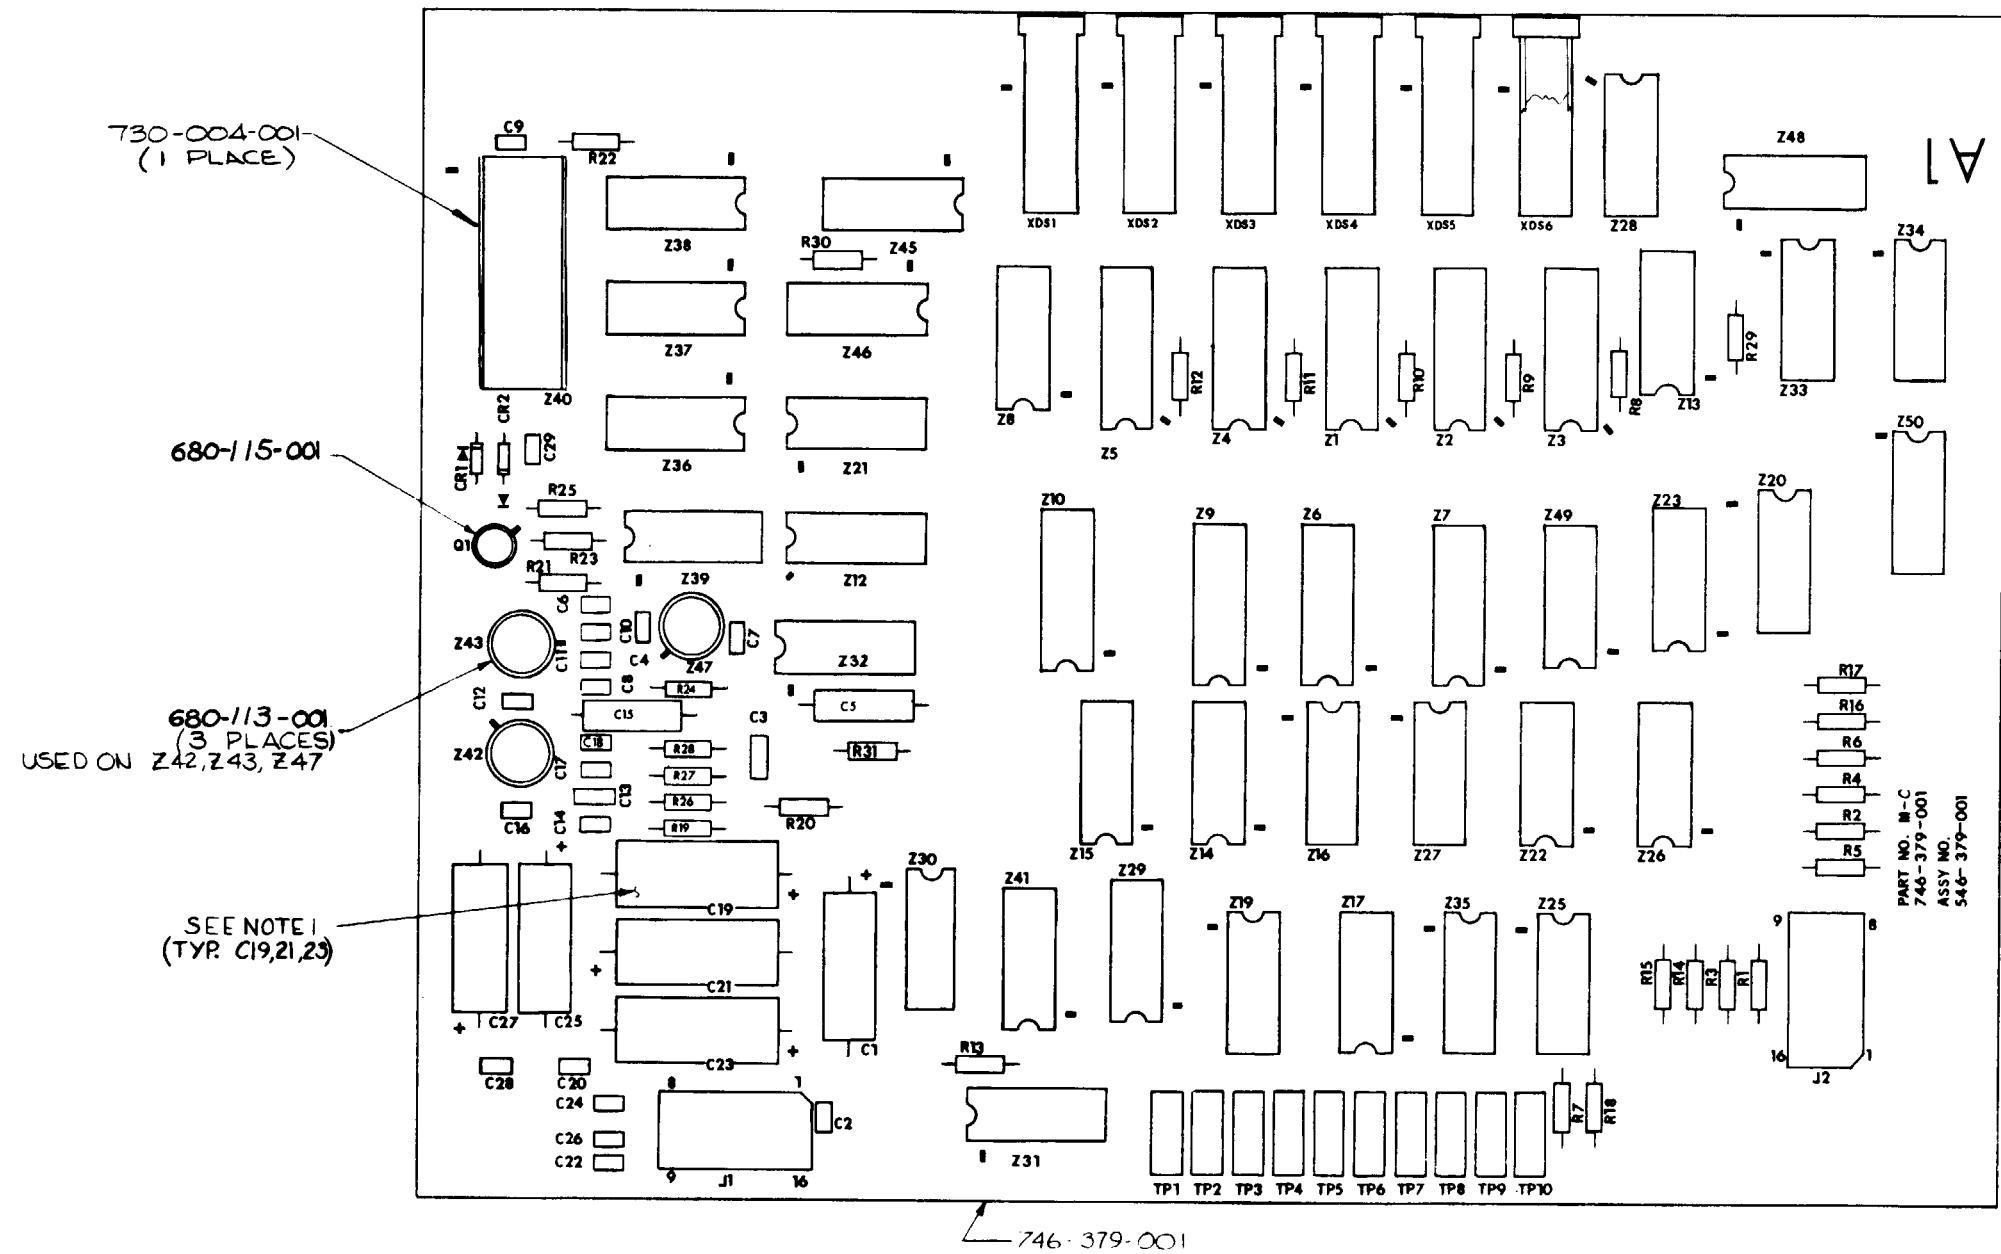 730-004-001
(1 PLACE)
C9
R22
Z48
A1
Z38
R30
Z45
XDS1
XDS2
XDS3
XDS4
XDS5
XDS6
Z28
Z34
Z37
Z46
R12
R11
R10
R9
R8
R29
Z40
CR2
Z8
Z5
Z4
Z1
Z2
Z3
Z13
Z33
Z50
680-115-001
CR1
C29
Z36
Z21
R25
Z10
Z9
Z6
Z7
Z49
Z23
Z20
Q1
R23
R21
Z39
Z12
C6
Z43
C11
C10
C4
Z47
C7
Z32
C8
C12
R24
C15
C5
C3
R17
R16
R6
R4
R2
R5
680-113-001
(3 PLACES)
USED ON Z42,Z43,Z47
Z42
C18
C17
R28
R27
R26
R19
R31
C13
C16
C14
+
R20
Z15
Z14
Z16
Z27
Z22
Z26
PART NO. M-C
746-379-001
ASSY NO.
546-379-001
SEE NOTE 1
(TYP. C19,21,23)
C19
+
+
Z30
Z41
Z29
Z19
Z17
Z35
Z25
9
8
+
C21
R15
R14
R3
R1
+
C27
C25
C23
+
C1
R13
16
1
J2
C28
C20
8
1
C24
C2
C26
C22
9
J1
16
Z31
R7
R18
TP1
TP2
TP3
TP4
TP5
TP6
TP7
TP8
TP9
TP10
746-379-001